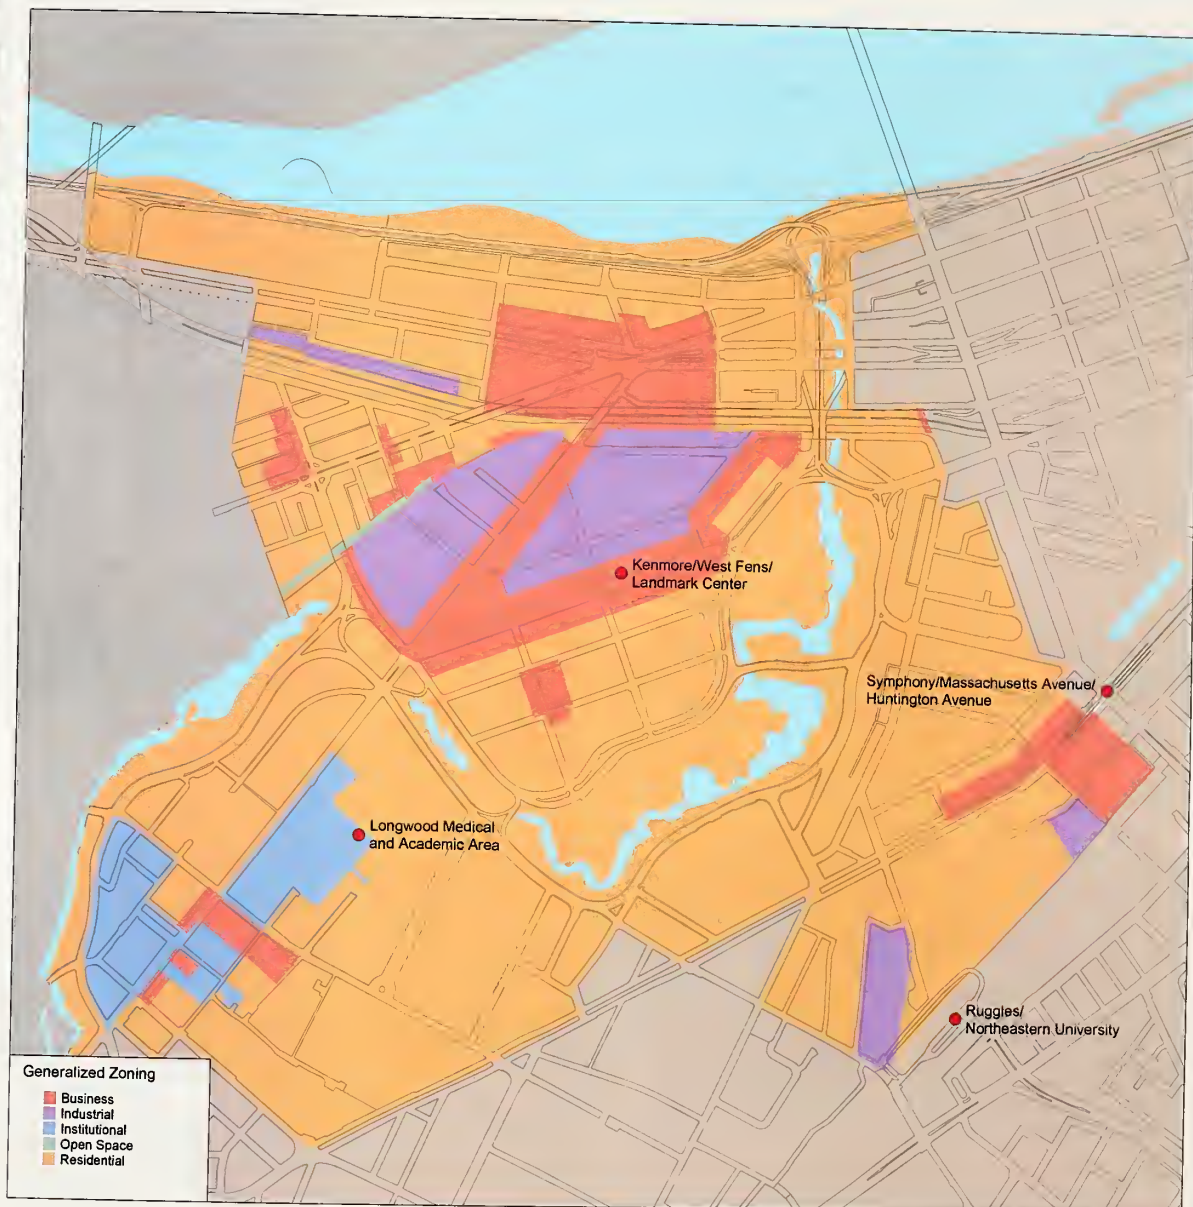 Kenmore/West Fens/
Landmark Center
Symphony/Massachusetts Avenue/
Huntington Avenue
Longwood Medical
and Academic Area
Ruggles/
Northeastern University
Generalized Zoning
Business
Industrial
Institutional
Open Space
Residential